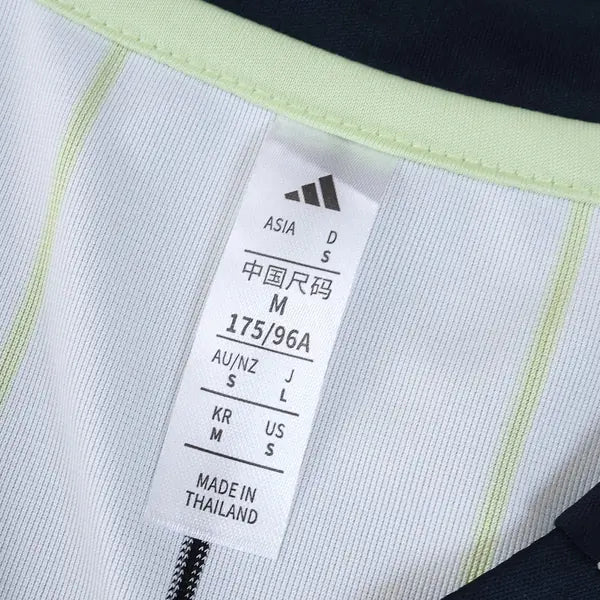 ASIA D
S
中国尺码
M
175/96A
AU/NZ J
S L
KR US
M S
MADE IN
THAILAND